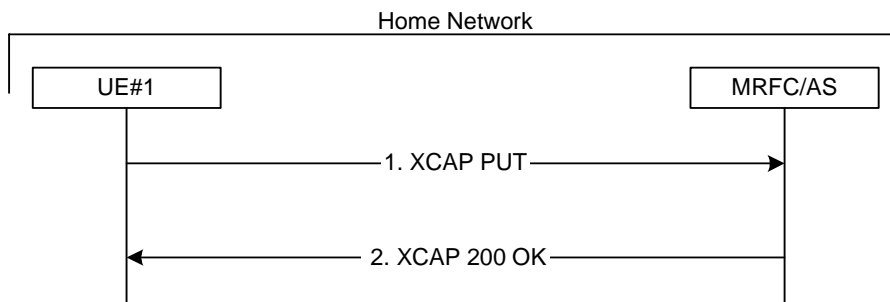 Home Network
UE#1
MRFC/AS
1. XCAP PUT
2. XCAP 200 OK